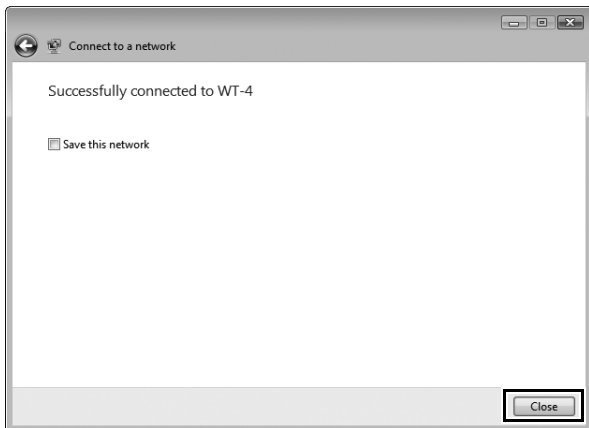 Connect to a network
Successfully connected to WT-4
Save this network
Close